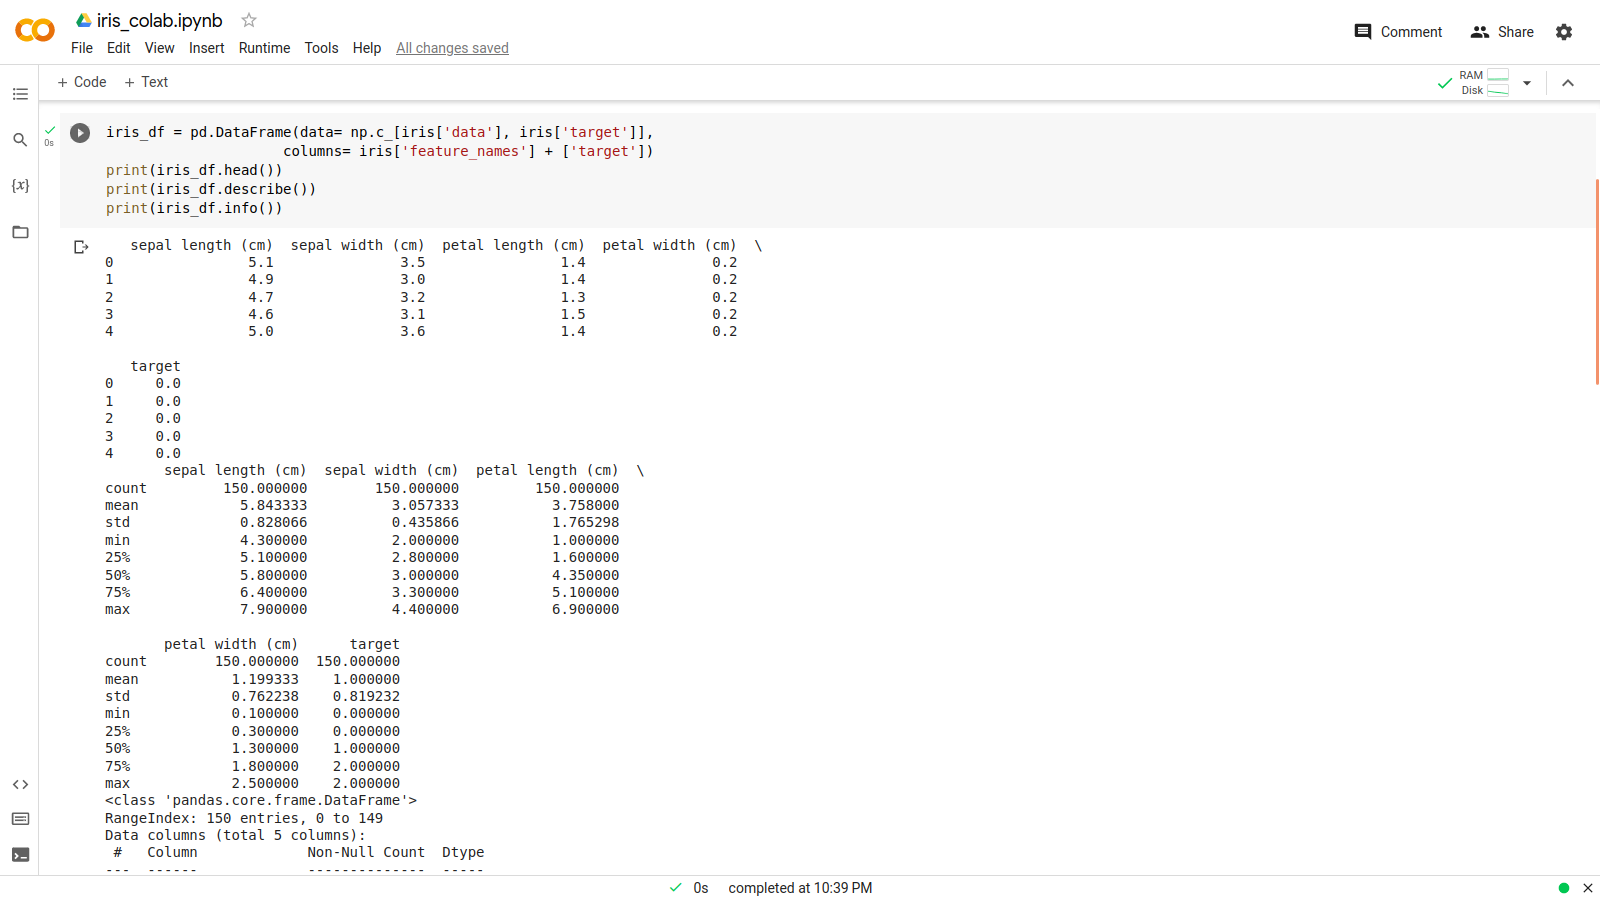 iris_colab.ipynb
File Edit View Insert Runtime Tools Help All changes saved
Comment Share
+ Code + Text
RAM
Disk
0s
iris_df = pd.DataFrame(data= np.c_[iris['data'], iris['target']],
                     columns= iris['feature_names'] + ['target'])
print(iris_df.head())
print(iris_df.describe())
print(iris_df.info())
{x}
   sepal length (cm)  sepal width (cm)  petal length (cm)  petal width (cm)  \
0                5.1               3.5                1.4               0.2
1                4.9               3.0                1.4               0.2
2                4.7               3.2                1.3               0.2
3                4.6               3.1                1.5               0.2
4                5.0               3.6                1.4               0.2
   target
0     0.0
1     0.0
2     0.0
3     0.0
4     0.0
       sepal length (cm)  sepal width (cm)  petal length (cm)  \
count         150.000000        150.000000         150.000000
mean            5.843333          3.057333           3.758000
std             0.828066          0.435866           1.765298
min             4.300000          2.000000           1.000000
25%             5.100000          2.800000           1.600000
50%             5.800000          3.000000           4.350000
75%             6.400000          3.300000           5.100000
max             7.900000          4.400000           6.900000
       petal width (cm)      target
count        150.000000  150.000000
mean           1.199333    1.000000
std            0.762238    0.819232
min            0.100000    0.000000
25%            0.300000    0.000000
50%            1.300000    1.000000
75%            1.800000    2.000000
max            2.500000    2.000000
<class 'pandas.core.frame.DataFrame'>
RangeIndex: 150 entries, 0 to 149
Data columns (total 5 columns):
 #   Column             Non-Null Count  Dtype
---  ------             --------------  -----
0s completed at 10:39 PM